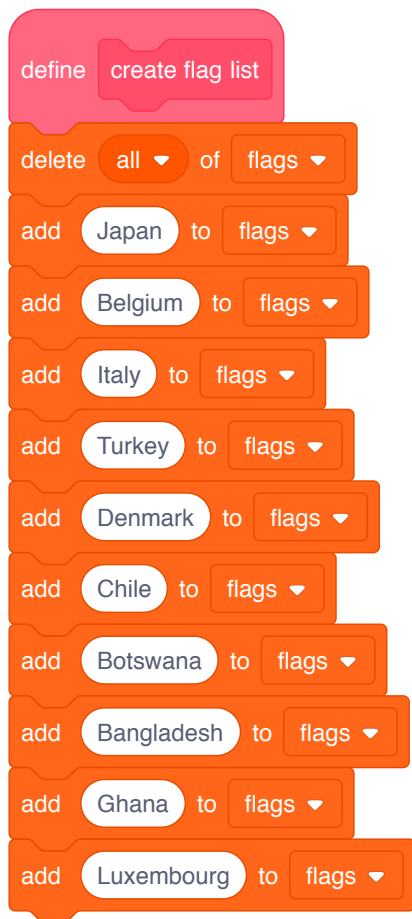 define create flag list
delete all of flags
add Japan to flags
add Belgium to flags
add Italy to flags
add Turkey to flags
add Denmark to flags
add Chile to flags
add Botswana to flags
add Bangladesh to flags
add Ghana to flags
add Luxembourg to flags